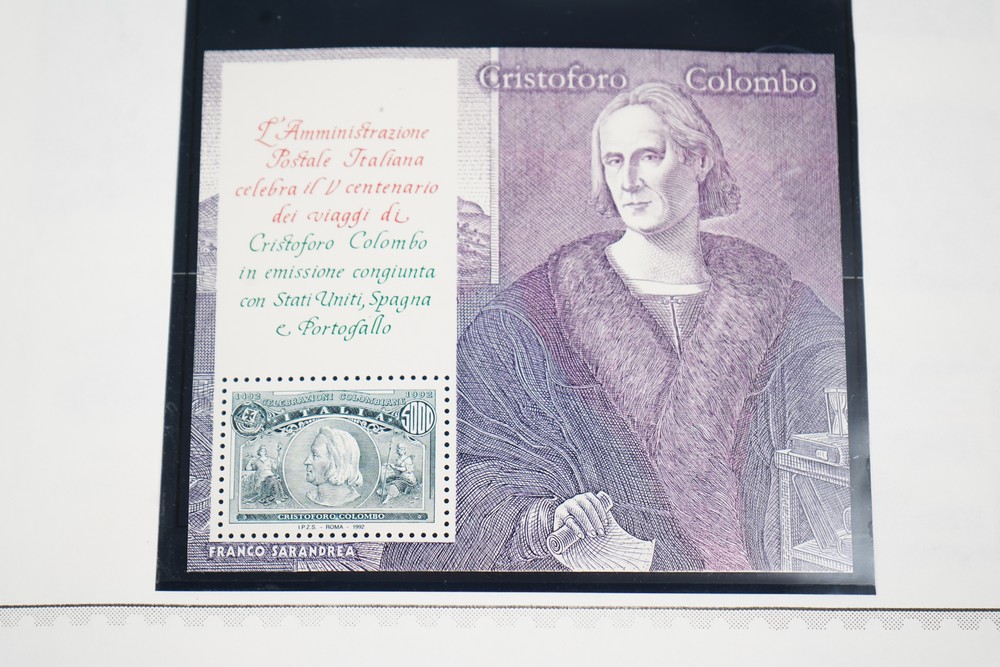 Cristoforo Colombo
L'Amministrazione
Postale Italiana
celebra il V centenario
dei viaggi di
Cristoforo Colombo
in emissione congiunta
con Stati Uniti, Spagna
e Portogallo
1492 1992
CELEBRAZIONI COLOMBIANE
ITALIA 5000
CRISTOFORO COLOMBO
I.P.Z.S. - ROMA - 1992
FRANCO SARANDREA